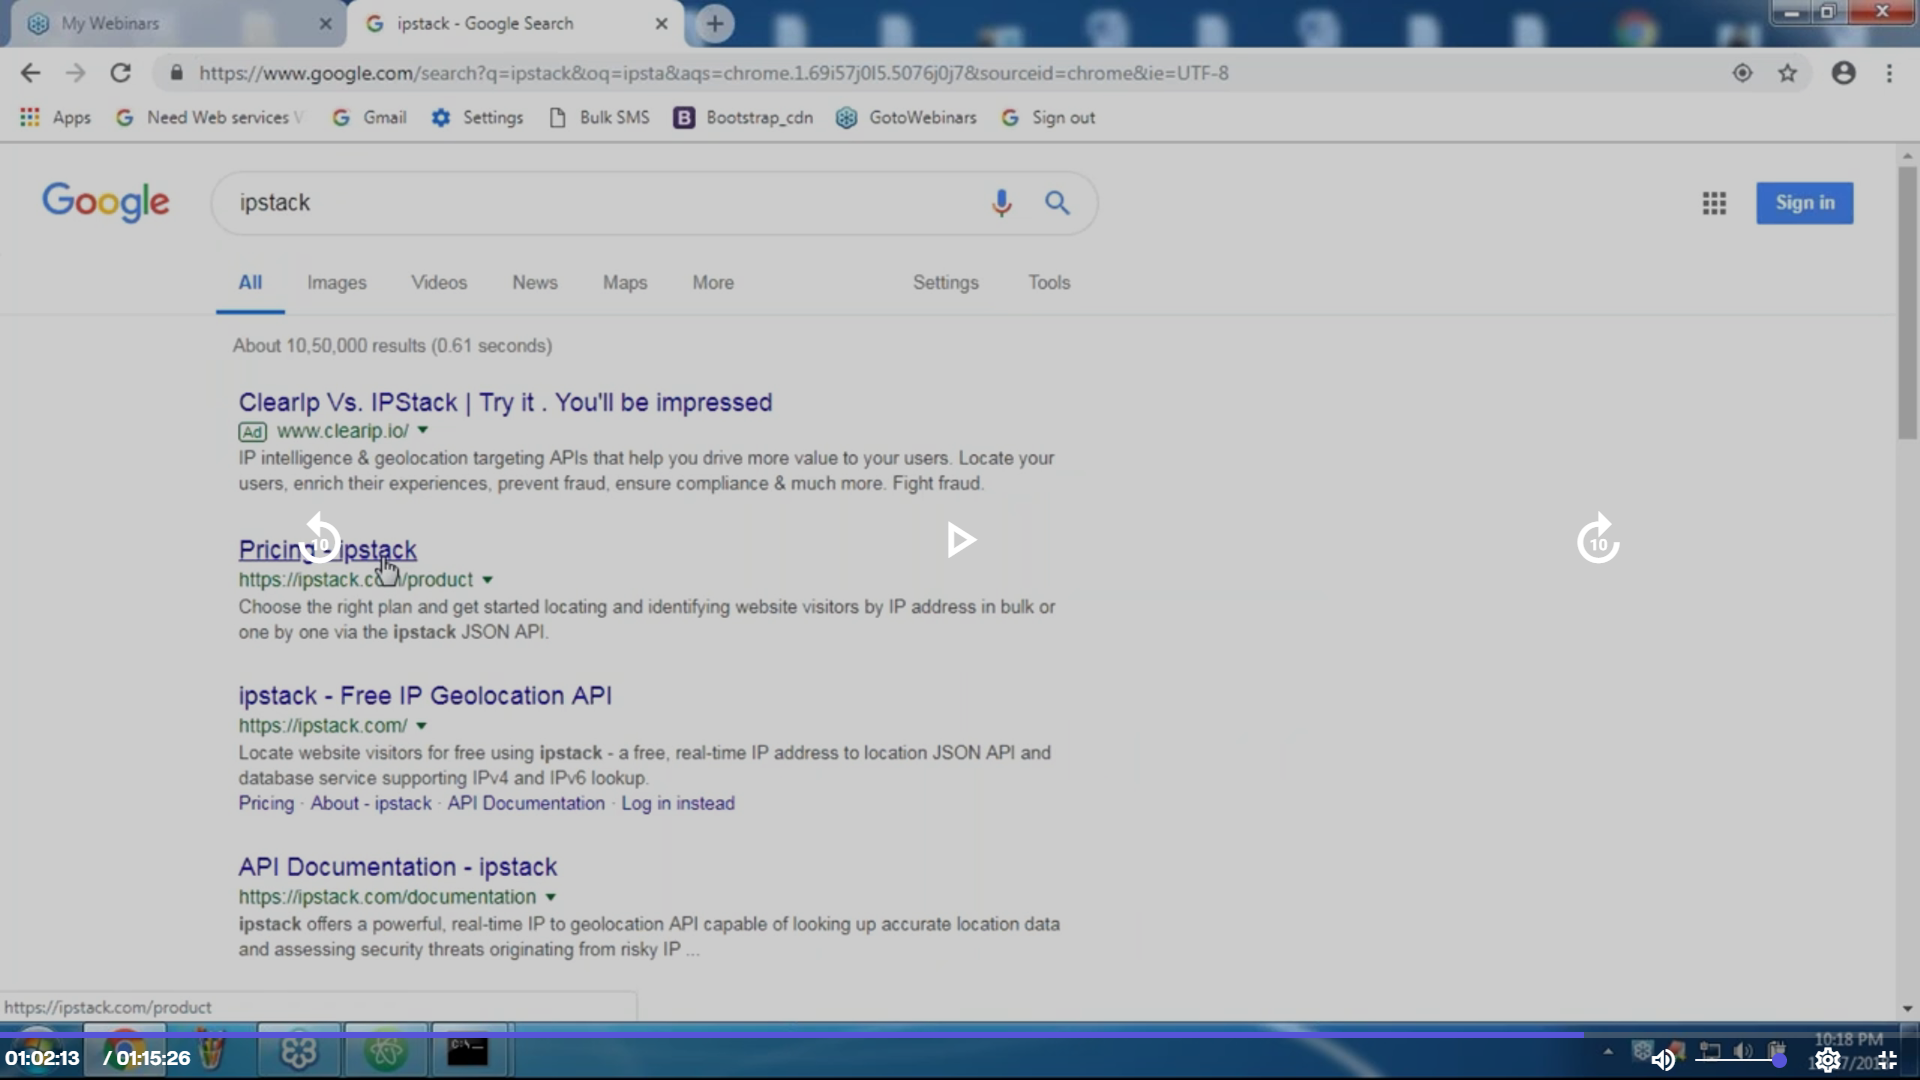 My Webinars
ipstack - Google Search
https://www.google.com/search?q=ipstack&oq=ipsta&aqs=chrome.1.69i57j0l5.5076j0j7&sourceid=chrome&ie=UTF-8
Apps Need Web services Gmail Settings Bulk SMS B Bootstrap_cdn GotoWebinars Sign out
Google ipstack Sign in
All Images Videos News Maps More Settings Tools
About 10,50,000 results (0.61 seconds)
ClearIp Vs. IPStack | Try it . You'll be impressed
Ad www.clearip.io/
IP intelligence & geolocation targeting APIs that help you drive more value to your users. Locate your
users, enrich their experiences, prevent fraud, ensure compliance & much more. Fight fraud.
Pricing - ipstack
10
10
https://ipstack.com/product
Choose the right plan and get started locating and identifying website visitors by IP address in bulk or
one by one via the ipstack JSON API.
ipstack - Free IP Geolocation API
https://ipstack.com/
Locate website visitors for free using ipstack - a free, real-time IP address to location JSON API and
database service supporting IPv4 and IPv6 lookup.
Pricing · About - ipstack · API Documentation · Log in instead
API Documentation - ipstack
https://ipstack.com/documentation
ipstack offers a powerful, real-time IP to geolocation API capable of looking up accurate location data
and assessing security threats originating from risky IP ...
https://ipstack.com/product
10:18 PM
01:02:13 / 01:15:26